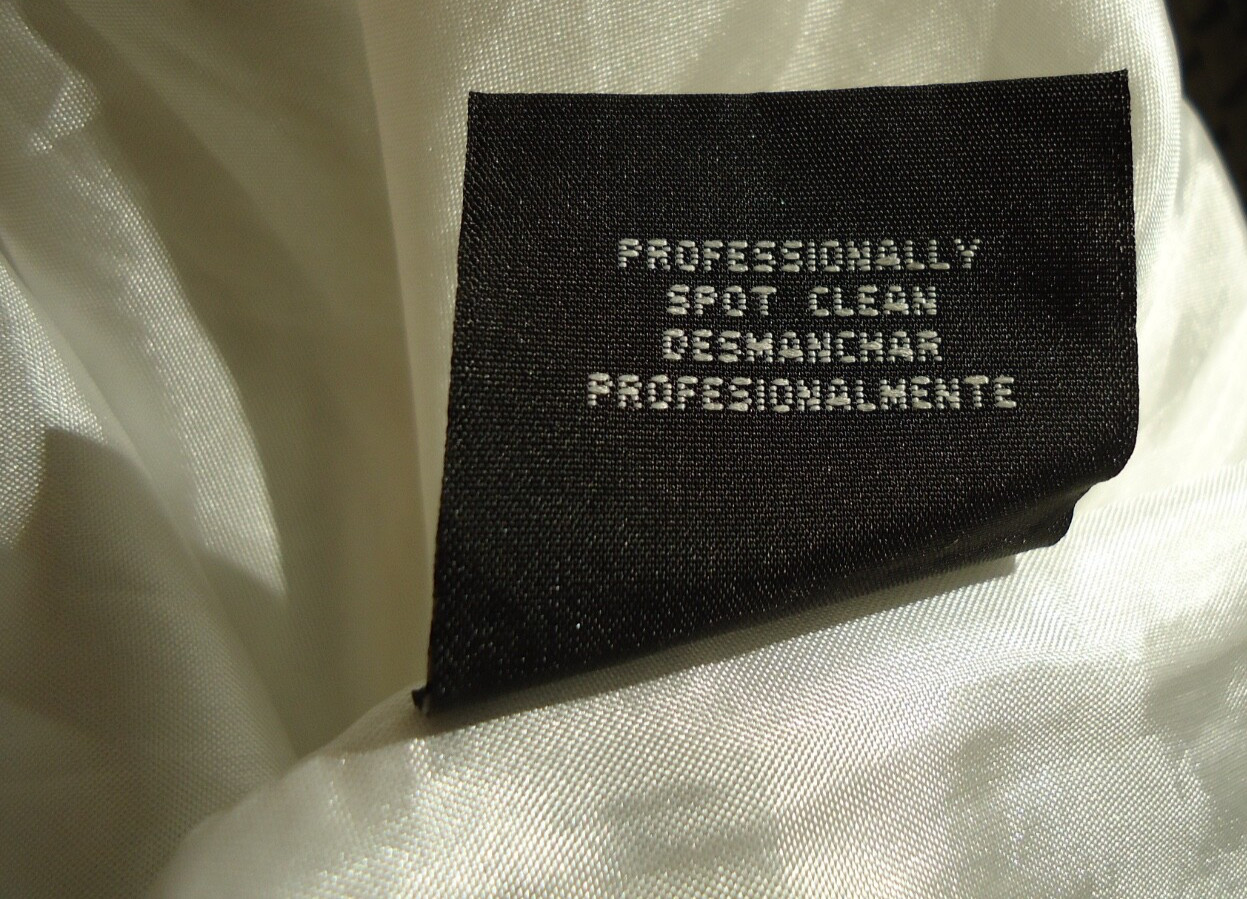 PROFESSIONALLY
SPOT CLEAN
DESMANCHAR
PROFESIONALMENTE